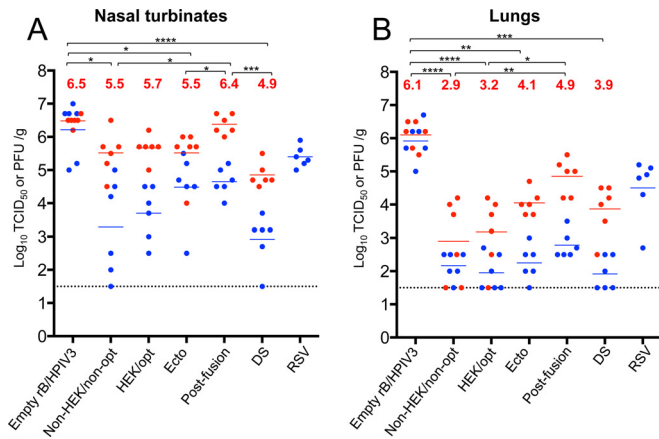 Nasal turbinates
A
****
*
* *
* ***
6.5 5.5 5.7 5.5 6.4 4.9
8
7
6
5
4
3
2
1
0
Log10 TCID50 or PFU /g
Empty rB/HPIV3
Non-HEK/non-opt
HEK/opt
Ecto
Post-fusion
DS
RSV
Lungs
B
***
**
**** *
**** **
6.1 2.9 3.2 4.1 4.9 3.9
8
7
6
5
4
3
2
1
0
Log10 TCID50 or PFU /g
Empty rB/HPIV3
Non-HEK/non-opt
HEK/opt
Ecto
Post-fusion
DS
RSV